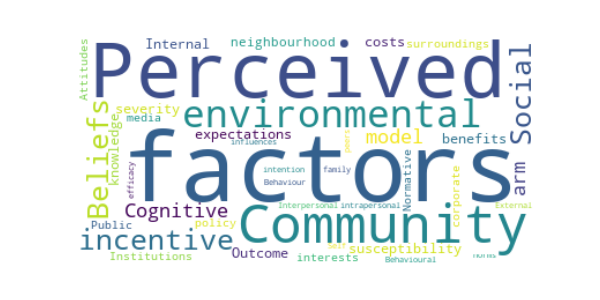 Internal
neighbourhood
costs
surroundings
Attitudes
Perceived
Social
severity
media
environmental
Beliefs
knowledge
expectations
influences
model
benefits
factors
efficacy
intention
family
Behaviour
Normative
arm
Cognitive
Interpersonal
intrapersonal
corporate
External
Public
policy
Community
incentive
Institutions
Outcome
interests
Self
susceptibility
Behavioural